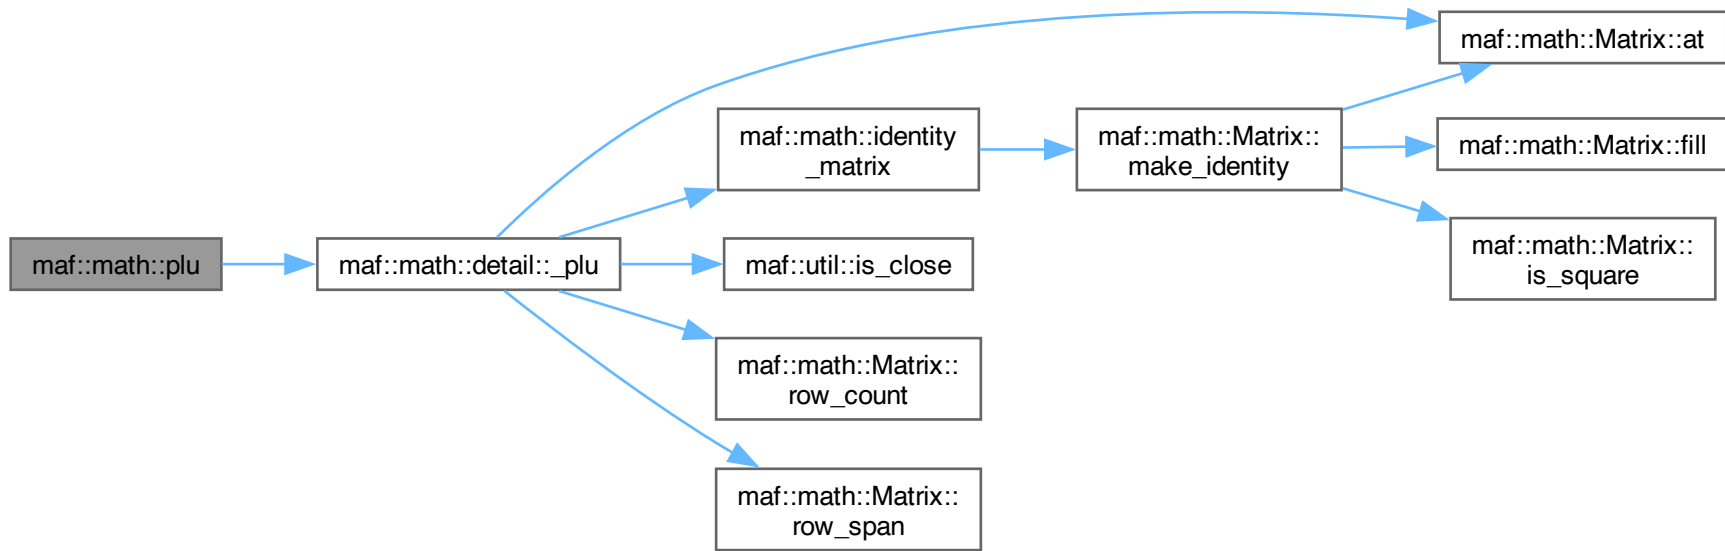 maf::math::plu
maf::math::detail::_plu
maf::math::Matrix::at
maf::math::identity
_matrix
maf::math::Matrix::
make_identity
maf::math::Matrix::fill
maf::math::Matrix::
is_square
maf::util::is_close
maf::math::Matrix::
row_count
maf::math::Matrix::
row_span